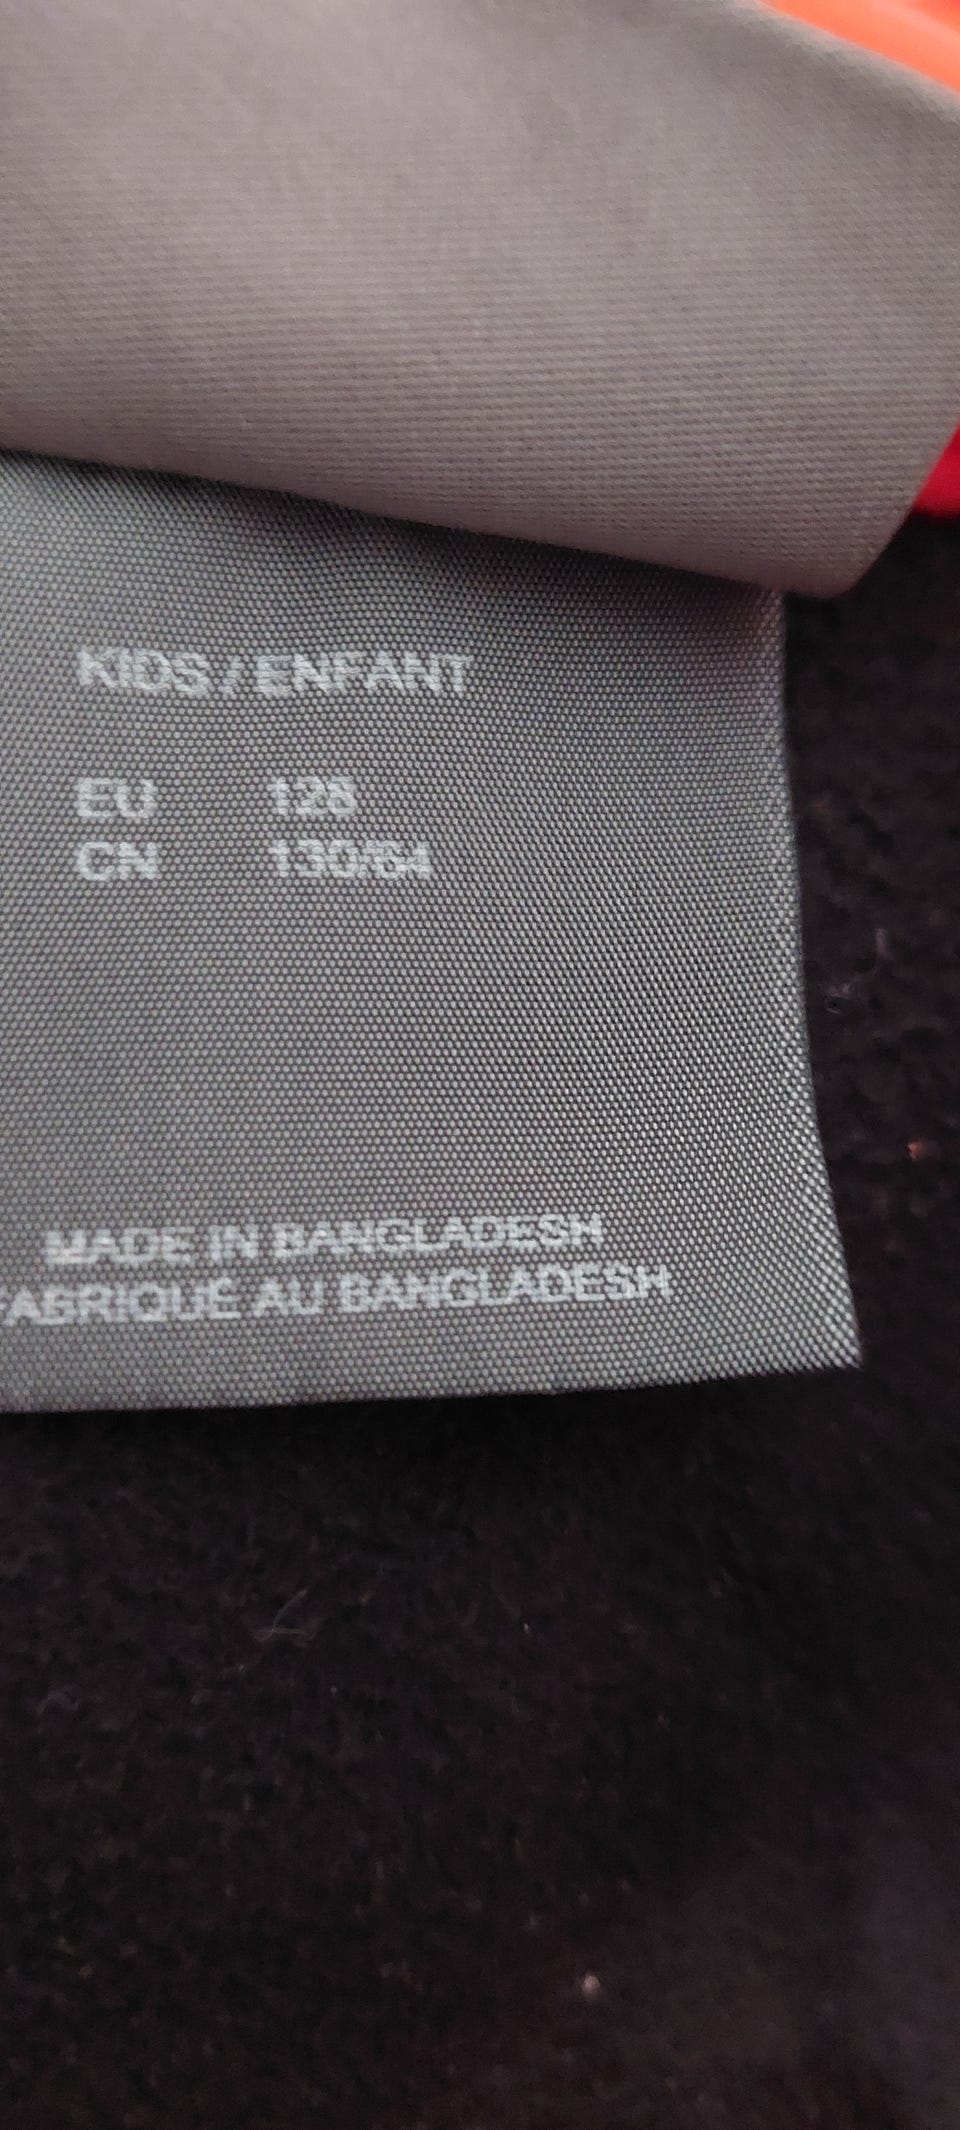 KIDS / ENFANT
EU 128
CN 130/64
MADE IN BANGLADESH
FABRIQUÉ AU BANGLADESH